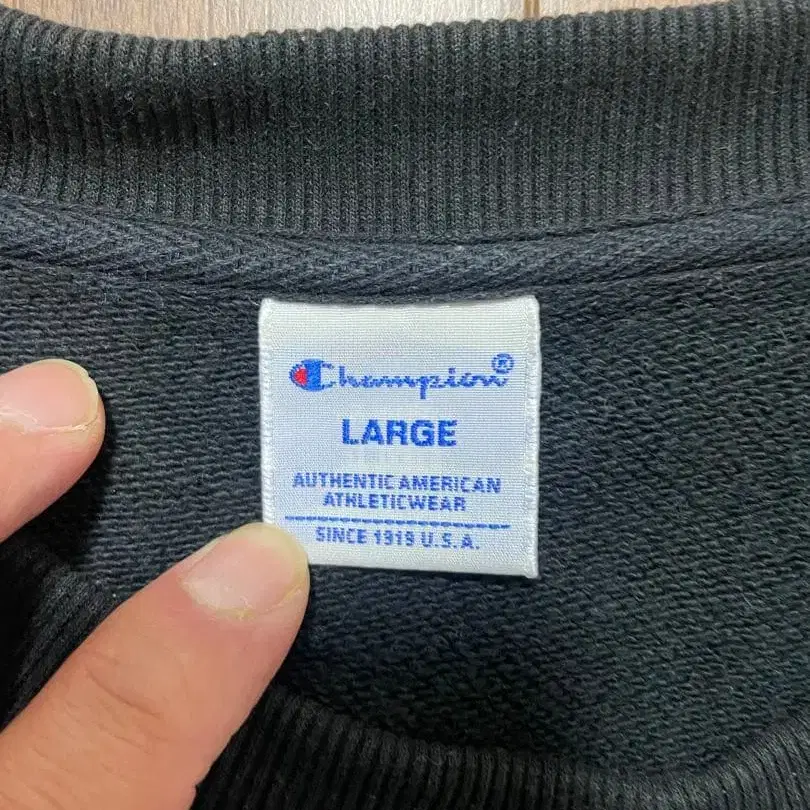 Champion®
LARGE
AUTHENTIC AMERICAN
ATHLETICWEAR
SINCE 1919 U.S.A.